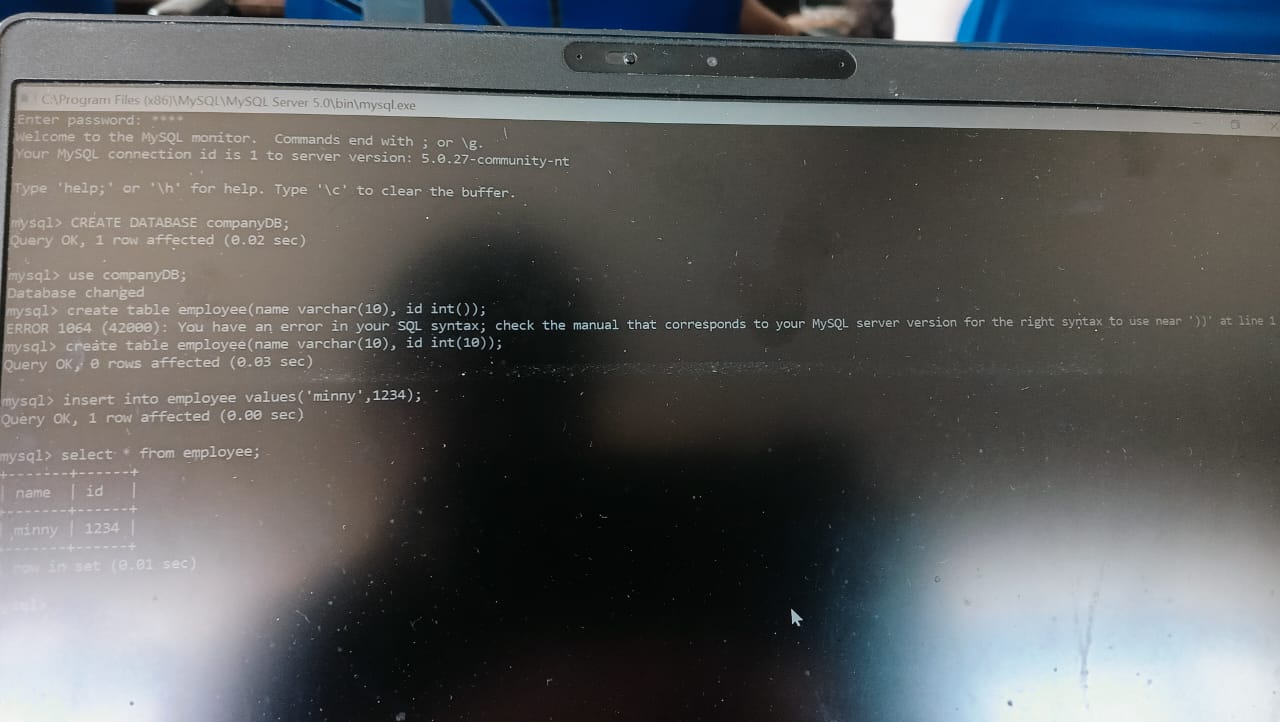 C:\Program Files (x86)\MySQL\MySQL Server 5.0\bin\mysql.exe
Enter password: ****
Welcome to the MySQL monitor.  Commands end with ; or \g.
Your MySQL connection id is 1 to server version: 5.0.27-community-nt
Type 'help;' or '\h' for help. Type '\c' to clear the buffer.
mysql> CREATE DATABASE companyDB;
Query OK, 1 row affected (0.02 sec)
mysql> use companyDB;
Database changed
mysql> create table employee(name varchar(10), id int());
ERROR 1064 (42000): You have an error in your SQL syntax; check the manual that corresponds to your MySQL server version for the right syntax to use near '))' at line 1
mysql> create table employee(name varchar(10), id int(10));
Query OK, 0 rows affected (0.03 sec)
mysql> insert into employee values('minny',1234);
Query OK, 1 row affected (0.00 sec)
mysql> select * from employee;
+-------+------+
| name  | id   |
+-------+------+
| minny | 1234 |
+-------+------+
row in set (0.01 sec)
mysql>